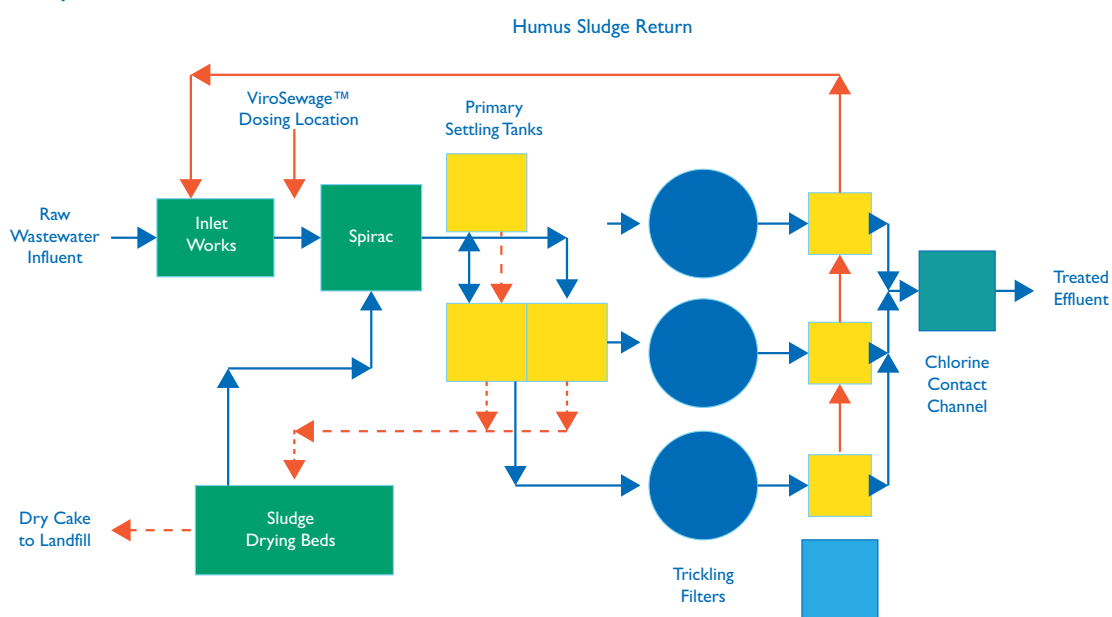 Humus Sludge Return
ViroSewage™
Dosing Location
Primary
Settling Tanks
Raw
Wastewater
Influent
Inlet
Works
Spirac
Treated
Effluent
Chlorine
Contact
Channel
Dry Cake
to Landfill
Sludge
Drying Beds
Trickling
Filters